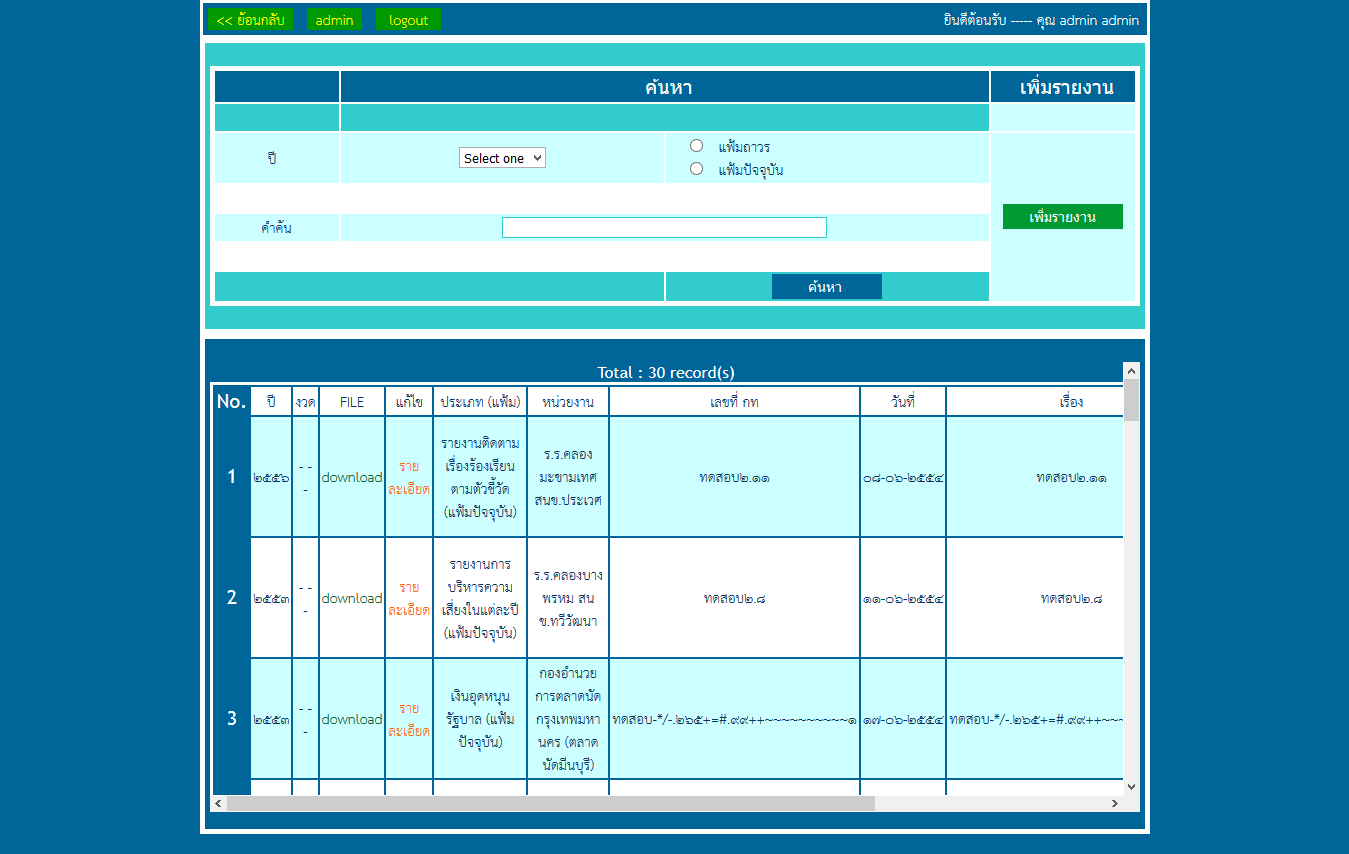 << ย้อนกลับ admin logout ยินดีต้อนรับ ----- คุณ admin admin
ค้นหา เพิ่มรายงาน
ปี Select one แฟ้มถาวร
แฟ้มปัจจุบัน
เพิ่มรายงาน
คำค้น
ค้นหา
Total : 30 record(s)
No. ปี งวด FILE แก้ไข ประเภท (แฟ้ม) หน่วยงาน เลขที่ กท วันที่ เรื่อง
1 ๒๕๕๖ - - - download ราย
ละเอียด
รายงานติดตาม
เรื่องร้องเรียน
ตามตัวชี้วัด
(แฟ้มปัจจุบัน)
ร.ร.คลอง
มะขามเทศ
สนข.ประเวศ
ทดสอบ๒.๑๑ ๐๘-๐๖-๒๕๕๔ ทดสอบ๒.๑๑
2 ๒๕๕๓ - - - download ราย
ละเอียด
รายงานการ
บริหารความ
เสี่ยงในแต่ละปี
(แฟ้มปัจจุบัน)
ร.ร.คลองบาง
พรหม สน
ข.ทวีวัฒนา
ทดสอบ๒.๘ ๑๑-๐๖-๒๕๕๔ ทดสอบ๒.๘
3 ๒๕๕๓ - - - download ราย
ละเอียด
เงินอุดหนุน
รัฐบาล (แฟ้ม
ปัจจุบัน)
กองอำนวย
การตลาดนัด
กรุงเทพมหา
นคร (ตลาด
นัดมีนบุรี)
ทดสอบ-*/-.๒๖๕+=#.๙๙++~~~~~~~~~~๑ ๑๗-๐๖-๒๕๕๔ ทดสอบ-*/-.๒๖๕+=#.๙๙++~~~